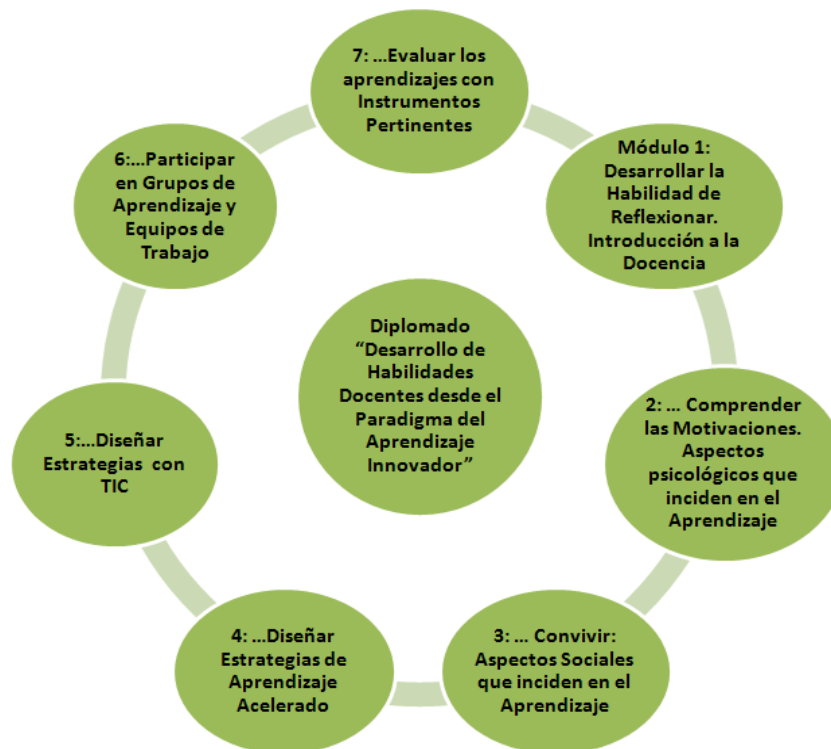 7: ...Evaluar los
aprendizajes con
Instrumentos
Pertinentes
Módulo 1:
Desarrollar la
Habilidad de
Reflexionar.
Introducción a la
Docencia
2: ... Comprender
las Motivaciones.
Aspectos
psicológicos que
inciden en el
Aprendizaje
3: ... Convivir:
Aspectos Sociales
que inciden en el
Aprendizaje
4: ...Diseñar
Estrategias de
Aprendizaje
Acelerado
5:...Diseñar
Estrategias con
TIC
6:...Participar
en Grupos de
Aprendizaje y
Equipos de
Trabajo
Diplomado
“Desarrollo de
Habilidades
Docentes desde el
Paradigma del
Aprendizaje
Innovador”